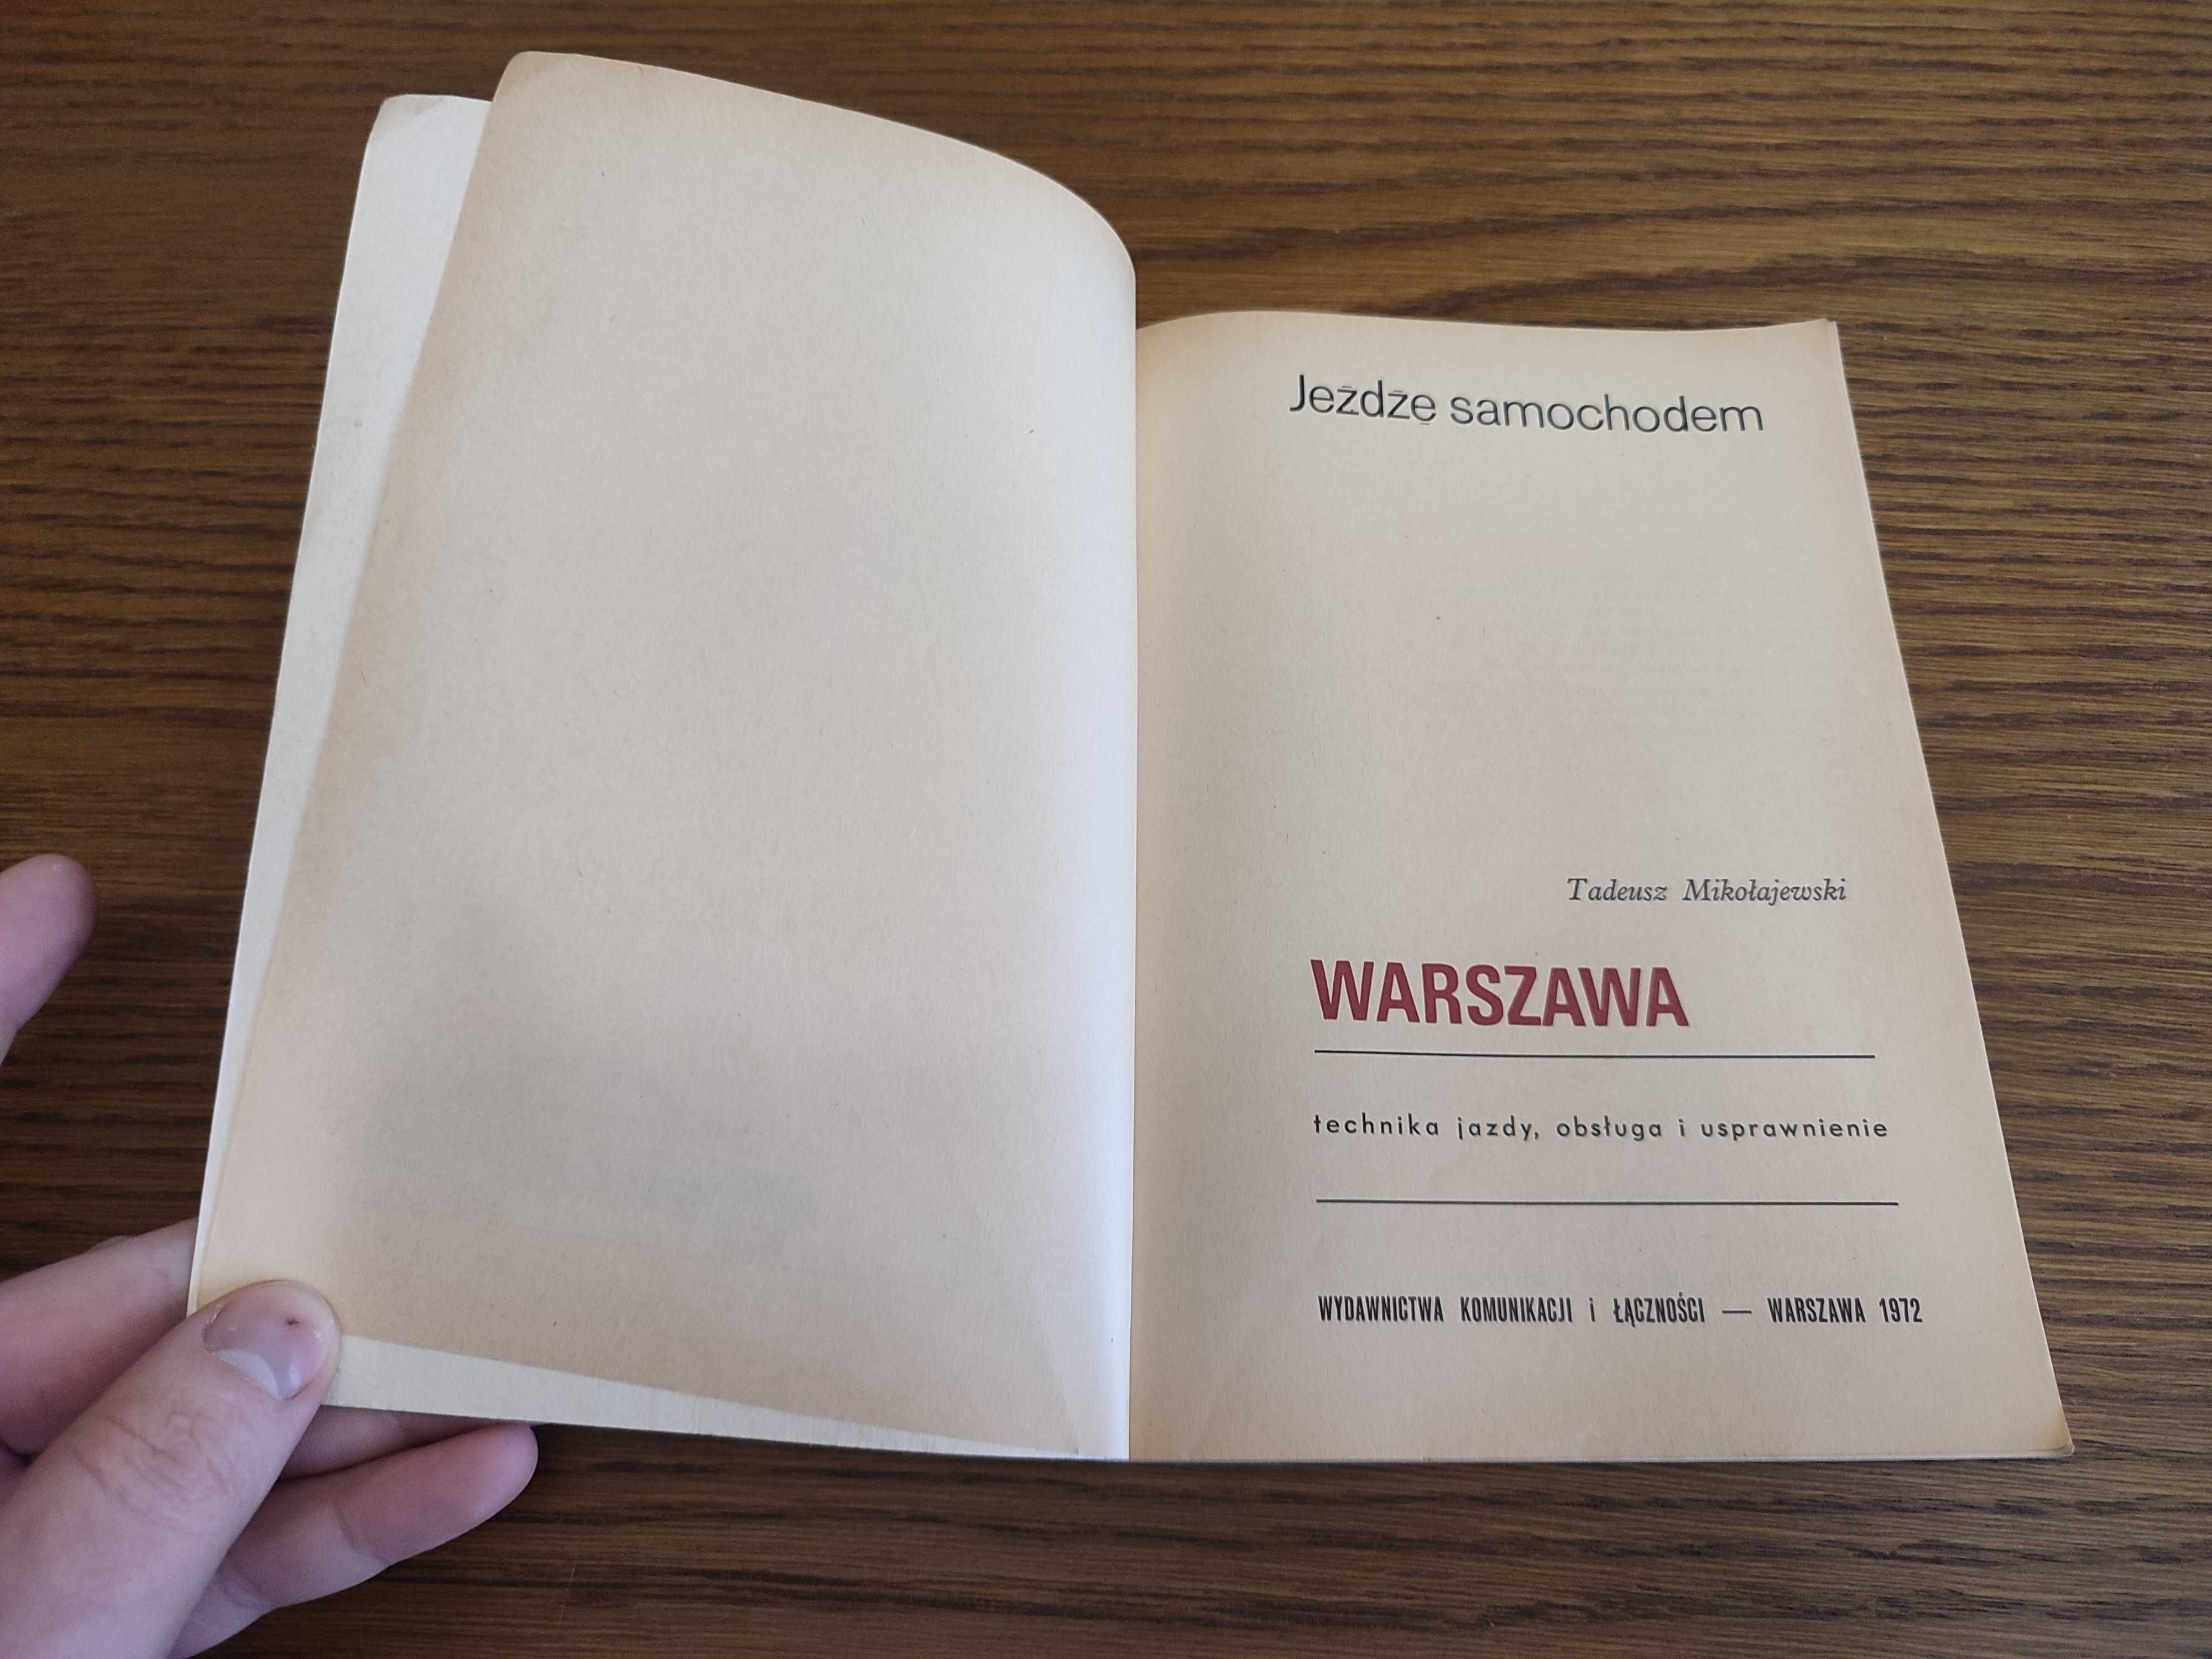 Jeżdżę samochodem
Tadeusz Mikołajewski
WARSZAWA
technika jazdy, obsługa i usprawnienie
WYDAWNICTWA KOMUNIKACJI i ŁĄCZNOŚCI — WARSZAWA 1972